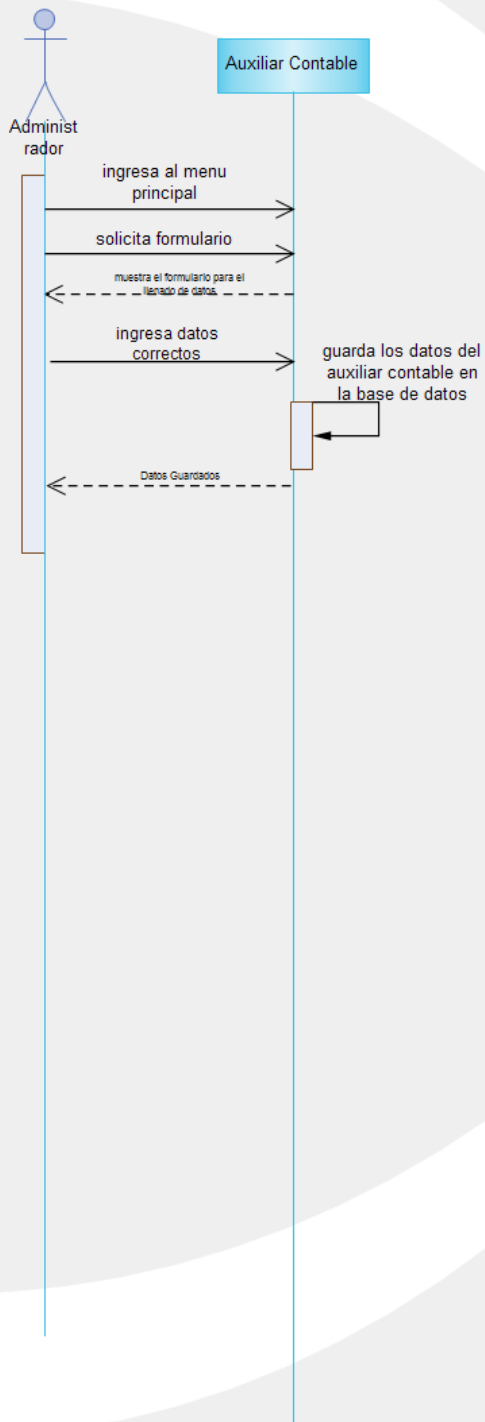 Auxiliar Contable
Administ
rador
ingresa al menu
principal
solicita formulario
muestra el formulario para el
llenado de datos
ingresa datos
correctos
guarda los datos del
auxiliar contable en
la base de datos
Datos Guardados